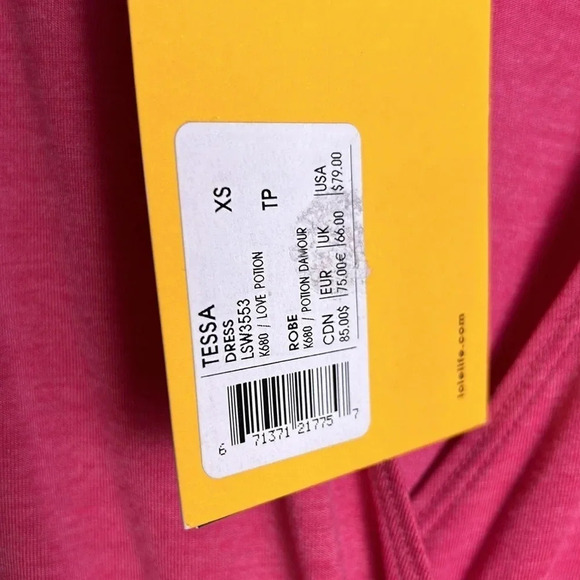 TESSA XS
DRESS
LSW3553
K680 / LOVE POTION
TP
ROBE
K680 / POTION DAMOUR
CDN | EUR | UK | USA
85.00$ | 75.00€ | 66.00 | $79.00
6 71371 21775 7
lolelife.com